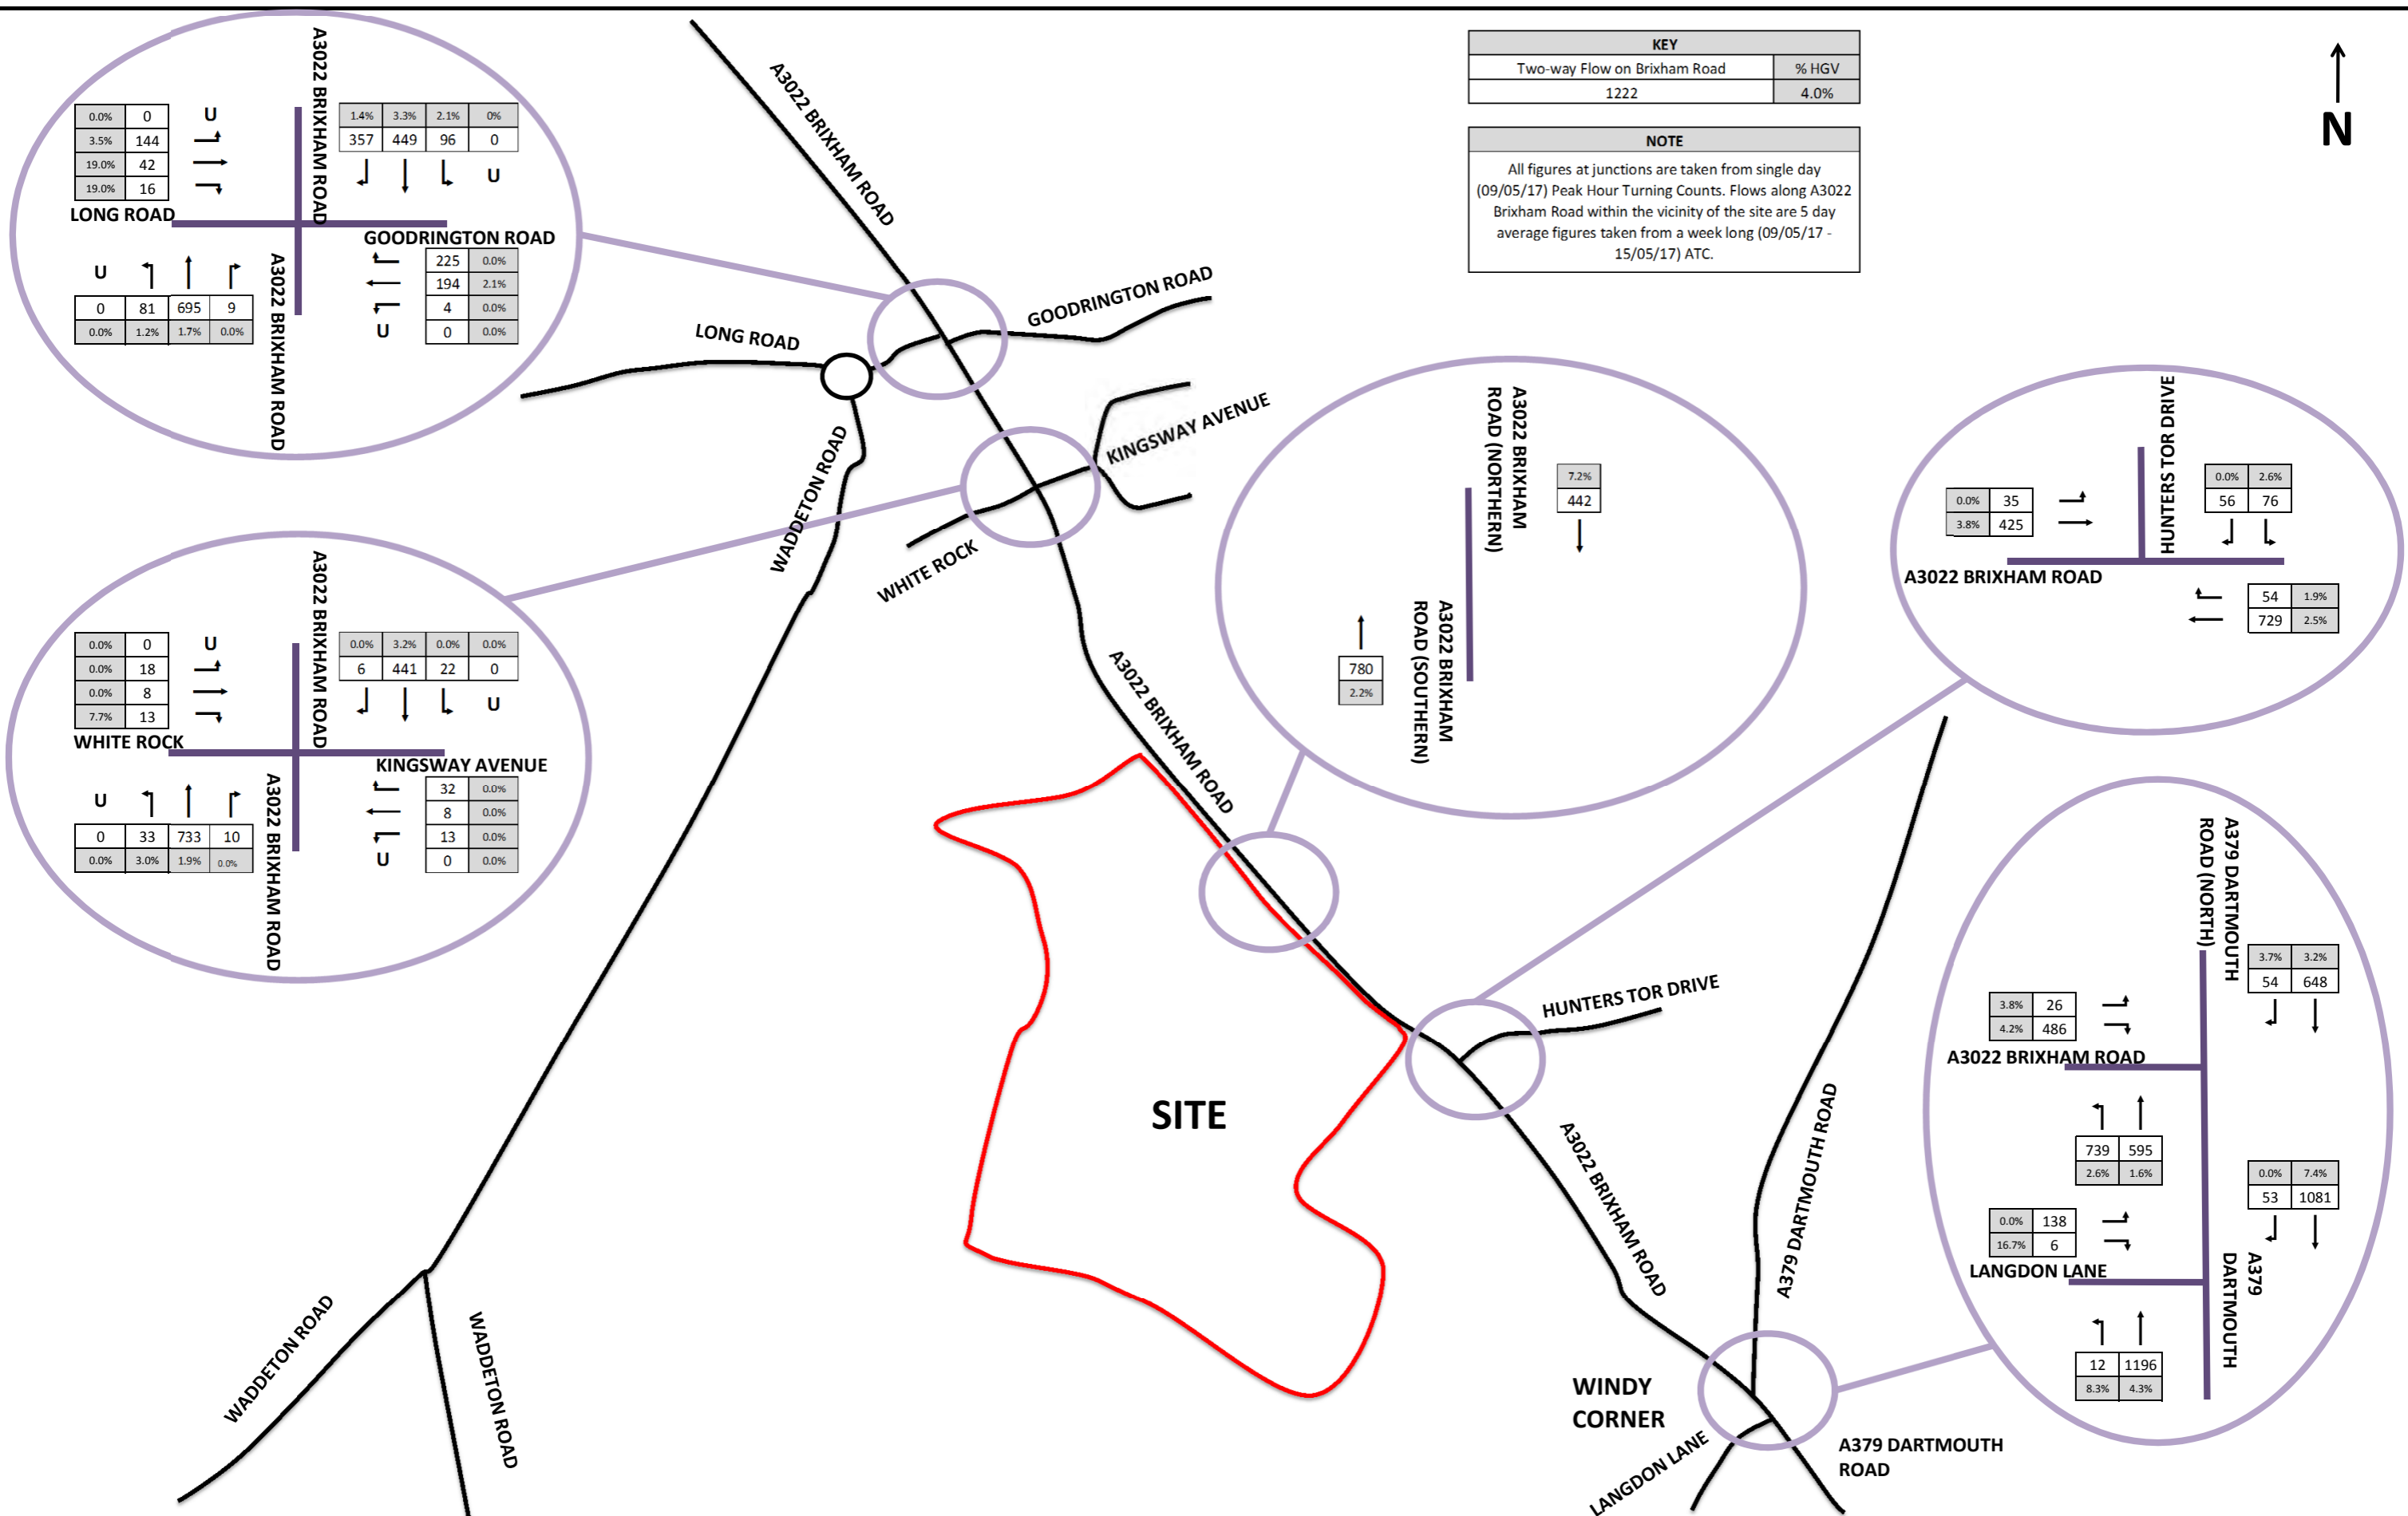 KEY
Two-way Flow on Brixham Road % HGV
1222 4.0%
NOTE
All figures at junctions are taken from single day
(09/05/17) Peak Hour Turning Counts. Flows along A3022
Brixham Road within the vicinity of the site are 5 day
average figures taken from a week long (09/05/17 -
15/05/17) ATC.
N
A3022 BRIXHAM ROAD
0.0% 0 U
3.5% 144
19.0% 42
19.0% 16
LONG ROAD
1.4% 3.3% 2.1% 0%
357 449 96 0
U
GOODRINGTON ROAD
225 0.0%
194 2.1%
4 0.0%
U 0 0.0%
U
0 81 695 9
0.0% 1.2% 1.7% 0.0%
A3022 BRIXHAM ROAD
A3022 BRIXHAM ROAD
0.0% 0 U
0.0% 18
0.0% 8
7.7% 13
WHITE ROCK
0.0% 3.2% 0.0% 0.0%
6 441 22 0
U
KINGSWAY AVENUE
32 0.0%
8 0.0%
13 0.0%
U 0 0.0%
U
0 33 733 10
0.0% 3.0% 1.9% 0.0%
A3022 BRIXHAM ROAD
A3022 BRIXHAM ROAD
GOODRINGTON ROAD
LONG ROAD
KINGSWAY AVENUE
WADDETON ROAD
WHITE ROCK
A3022 BRIXHAM ROAD
A3022 BRIXHAM
ROAD (NORTHERN)
7.2%
442
780
2.2%
A3022 BRIXHAM
ROAD (SOUTHERN)
HUNTERS TOR DRIVE
0.0% 35
3.8% 425
0.0% 2.6%
56 76
A3022 BRIXHAM ROAD
54 1.9%
729 2.5%
A379 DARTMOUTH
ROAD (NORTH)
3.7% 3.2%
54 648
3.8% 26
4.2% 486
A3022 BRIXHAM ROAD
739 595
2.6% 1.6%
0.0% 7.4%
53 1081
0.0% 138
16.7% 6
LANGDON LANE
A379
DARTMOUTH
12 1196
8.3% 4.3%
HUNTERS TOR DRIVE
SITE
A3022 BRIXHAM ROAD
A379 DARTMOUTH ROAD
WADDETON ROAD
WADDETON ROAD
WINDY
CORNER
LANGDON LANE
A379 DARTMOUTH
ROAD